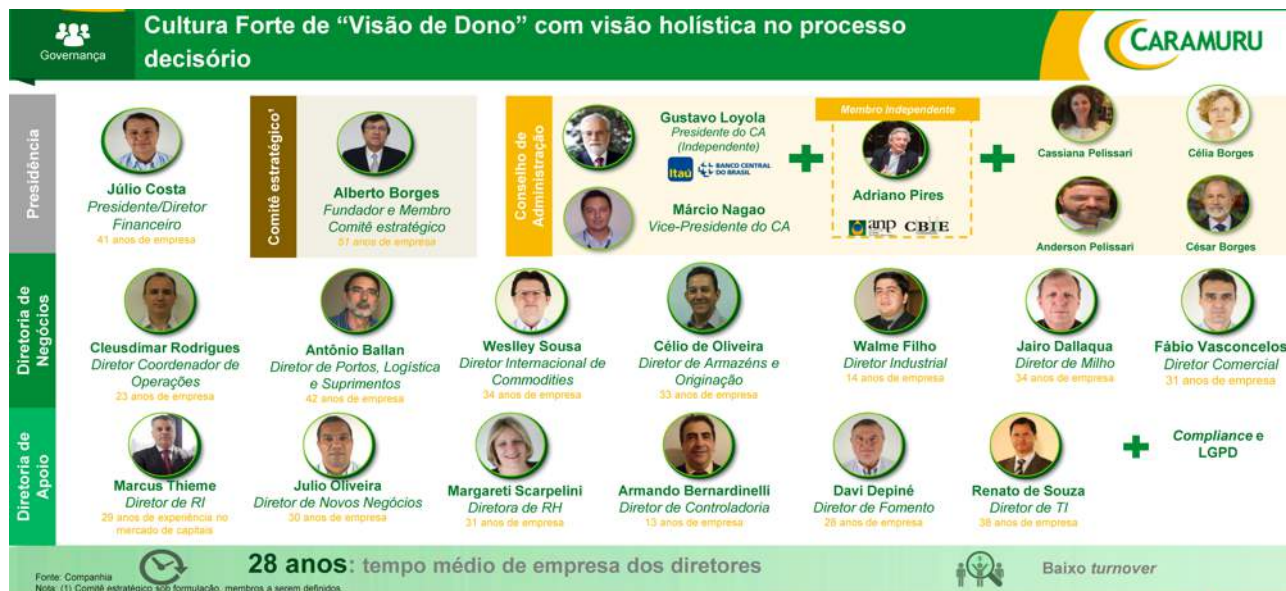 Governança
Cultura Forte de “Visão de Dono” com visão holística no processo
decisório
CARAMURU
Presidência
Júlio Costa
Presidente/Diretor
Financeiro
41 anos de empresa
Comitê estratégico¹
Alberto Borges
Fundador e Membro
Comitê estratégico
51 anos de empresa
Conselho de
Administração
Gustavo Loyola
Presidente do CA
(Independente)
Itaú
BANCO CENTRAL
DO BRASIL
Márcio Nagao
Vice-Presidente do CA
Membro Independente
Adriano Pires
anp
CBIE
Cassiana Pelissari
Célia Borges
Anderson Pelissari
César Borges
Diretoria de
Negócios
Cleusdimar Rodrigues
Diretor Coordenador de
Operações
23 anos de empresa
Antônio Ballan
Diretor de Portos, Logística
e Suprimentos
42 anos de empresa
Weslley Sousa
Diretor Internacional de
Commodities
34 anos de empresa
Célio de Oliveira
Diretor de Armazéns e
Originação
33 anos de empresa
Walme Filho
Diretor Industrial
14 anos de empresa
Jairo Dallaqua
Diretor de Milho
34 anos de empresa
Fábio Vasconcelos
Diretor Comercial
31 anos de empresa
Diretoria de
Apoio
Marcus Thieme
Diretor de RI
29 anos de experiência no
mercado de capitais
Julio Oliveira
Diretor de Novos Negócios
30 anos de empresa
Margareti Scarpelini
Diretora de RH
31 anos de empresa
Armando Bernardinelli
Diretor de Controladoria
13 anos de empresa
Davi Depiné
Diretor de Fomento
28 anos de empresa
Renato de Souza
Diretor de TI
38 anos de empresa
Compliance e
LGPD
28 anos: tempo médio de empresa dos diretores
Baixo turnover
Fonte: Companhia
Nota: (1) Comitê estratégico sob formulação, membros a serem definidos